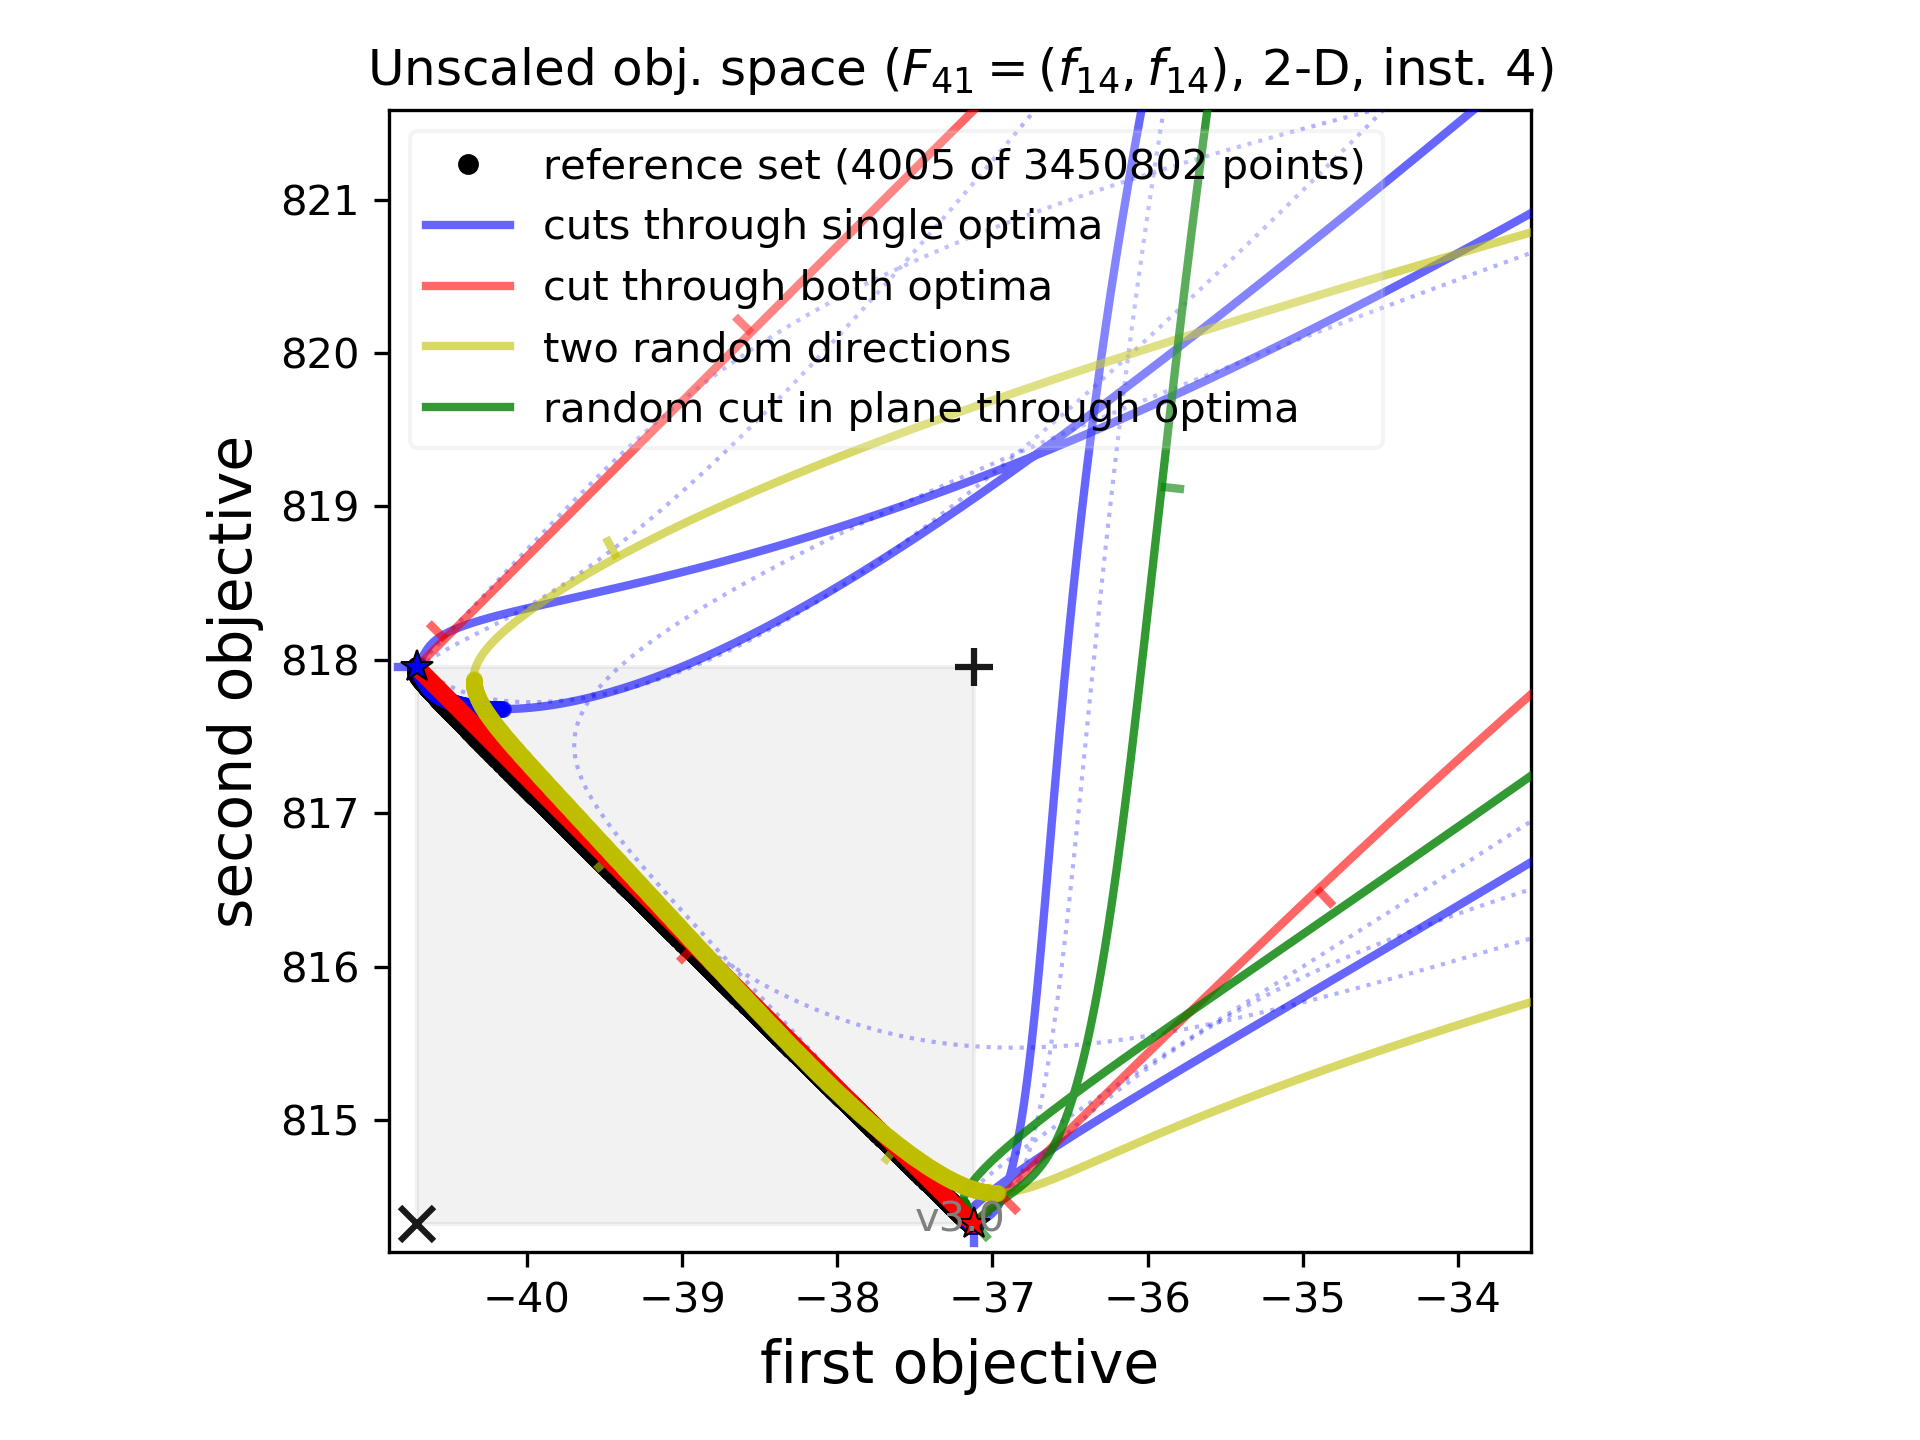 Unscaled obj. space (F₄₁ = (f₁₄, f₁₄), 2-D, inst. 4)
reference set (4005 of 3450802 points)
cuts through single optima
cut through both optima
two random directions
random cut in plane through optima
821
820
819
818
817
816
815
second objective
v3.0
−40 −39 −38 −37 −36 −35 −34
first objective